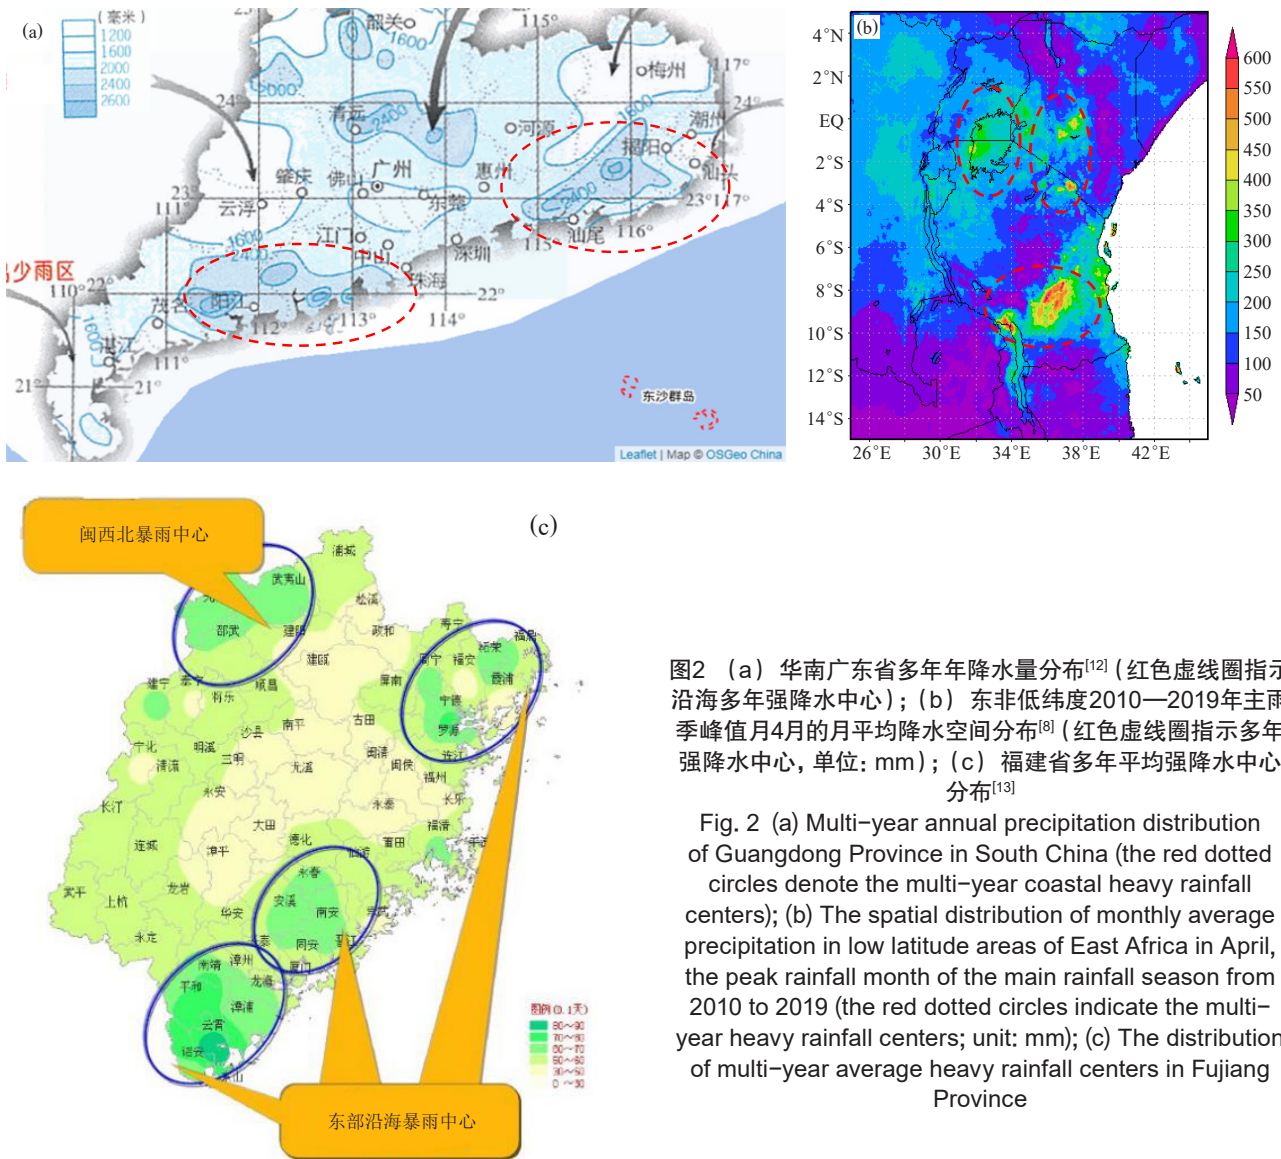 (a)
(毫米)
1200
1600
2000
2400
2600
韶关
1600
115°
116°
117°
梅州
24°
2000
清远
2400
24°
1600
河源
潮州
揭阳
汕头
广州
惠州
肇庆
佛山
23°
东莞
2400
23°
117°
111°
云浮
汕尾
115°
116°
1600
江门
中山
深圳
2400
珠海
少雨区
110°
22°
22°
茂名
阳江
112°
113°
114°
1600
湛江
111°
21°
21°
东沙群岛
Leaflet | Map © OSGeo China
(b)
4°N
2°N
EQ
2°S
4°S
6°S
8°S
10°S
12°S
14°S
26°E
30°E
34°E
38°E
42°E
600
550
500
450
400
350
300
250
200
150
100
50
(c)
闽西北暴雨中心
浦城
武夷山
松溪
邵武
建阳
政和
寿宁
福鼎
柘荣
周宁
福安
建瓯
屏南
霞浦
建宁
泰宁
将乐
顺昌
宁德
南平
古田
罗源
沙县
宁化
明溪
连江
清流
三明
尤溪
闽清
闽侯
福州
永安
长汀
永泰
长乐
大田
福清
连城
德化
漳平
莆田
仙游
武平
龙岩
永春
上杭
安溪
华安
南安
永定
同安
晋江
厦门
南靖
漳州
龙海
平和
漳浦
云霄
诏安
图例(0.1天)
80～90
70～80
60～70
50～60
30～50
0 ～30
东部沿海暴雨中心
图2 (a) 华南广东省多年年降水量分布[12] (红色虚线圈指示
沿海多年强降水中心)；(b) 东非低纬度2010—2019年主雨
季峰值月4月的月平均降水空间分布[8] (红色虚线圈指示多年
强降水中心，单位：mm)；(c) 福建省多年平均强降水中心
分布[13]
Fig. 2 (a) Multi−year annual precipitation distribution
of Guangdong Province in South China (the red dotted
circles denote the multi−year coastal heavy rainfall
centers); (b) The spatial distribution of monthly average
precipitation in low latitude areas of East Africa in April,
the peak rainfall month of the main rainfall season from
2010 to 2019 (the red dotted circles indicate the multi−
year heavy rainfall centers; unit: mm); (c) The distribution
of multi−year average heavy rainfall centers in Fujiang
Province